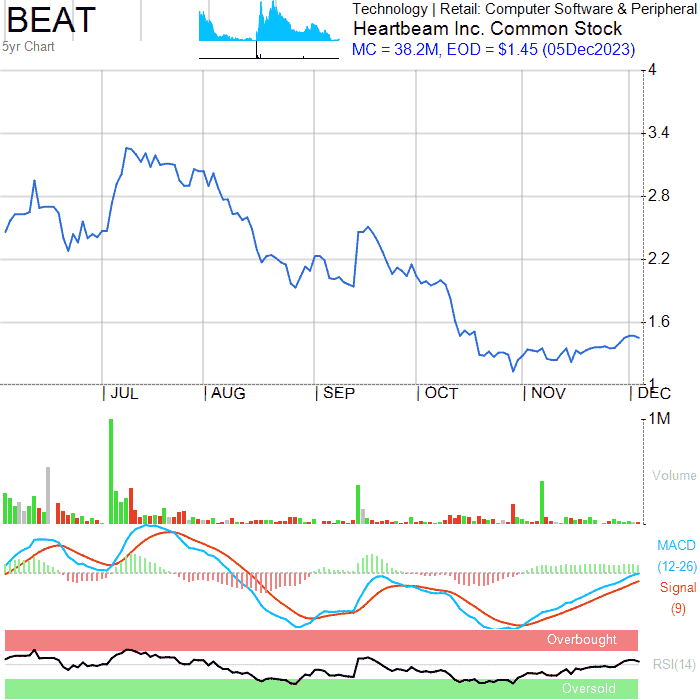 BEAT
5yr Chart
Technology | Retail: Computer Software & Peripheral
Heartbeam Inc. Common Stock
MC = 38.2M, EOD = $1.45 (05Dec2023)
4
3.4
2.8
2.2
1.6
1
| JUL | AUG | SEP | OCT | NOV | DEC
1M
Volume
MACD
(12-26)
Signal
(9)
Overbought
RSI(14)
Oversold